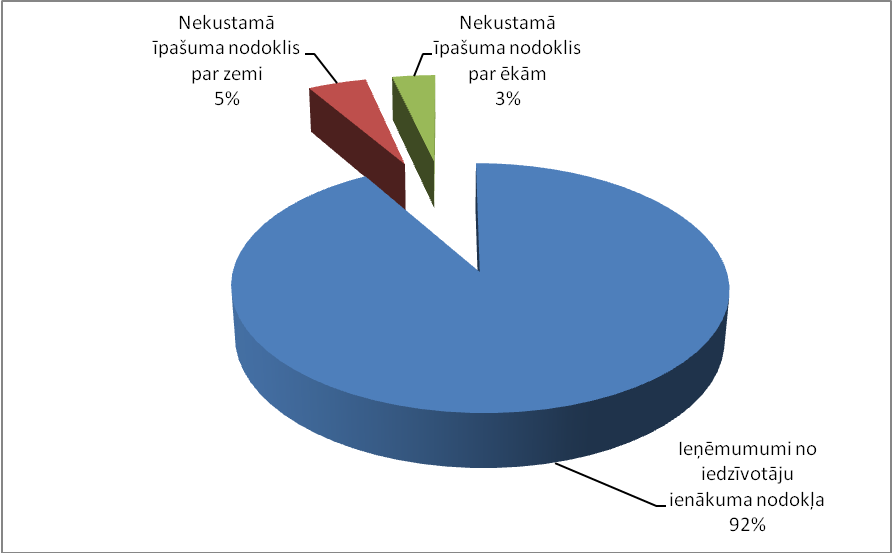 Nekustamā
īpašuma nodoklis
par zemi
5%
Nekustamā
īpašuma nodoklis
par ēkām
3%
Ieņēmumumi no
iedzīvotāju
ienākuma nodokļa
92%